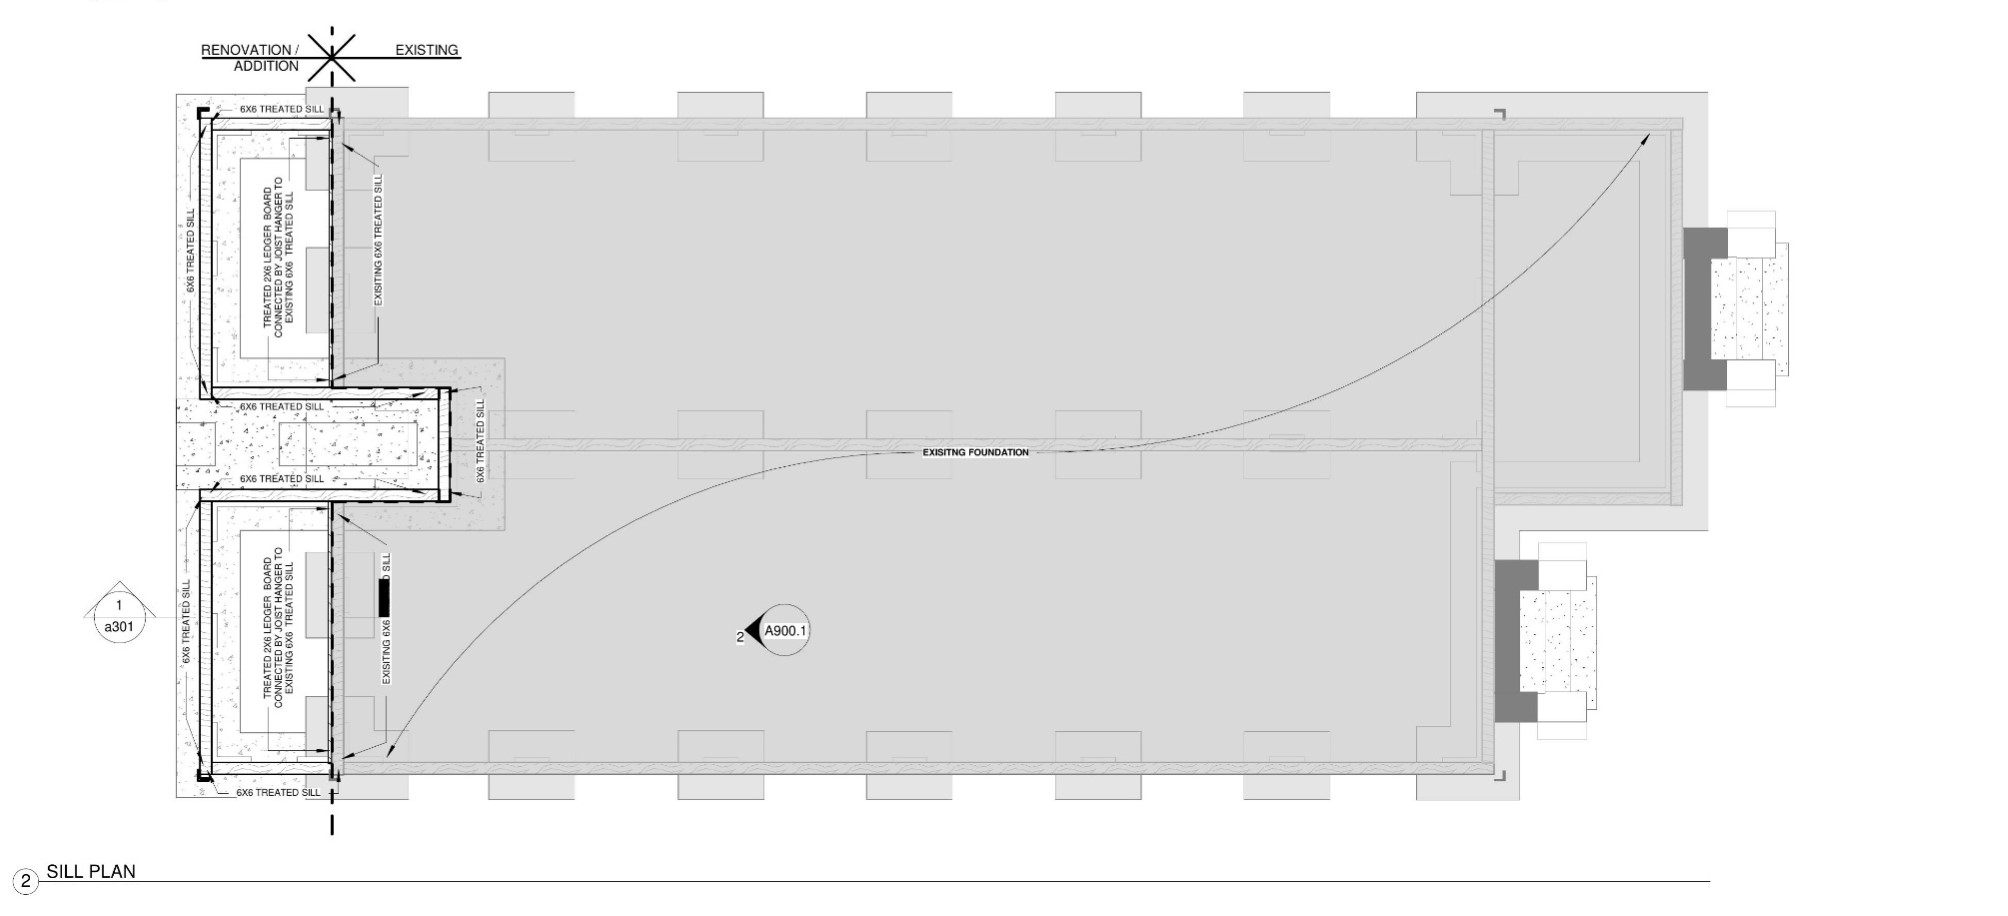 RENOVATION / EXISTING
ADDITION
6X6 TREATED SILL
6X6 TREATED SILL
TREATED 2X6 LEDGER BOARD
CONNECTED BY JOIST HANGER TO
EXISTING 6X6 TREATED SILL
EXISITING 6X6 TREATED SILL
6X6 TREATED SILL
6X6 TREATED SILL
6X6 TREATED SILL
EXISITNG FOUNDATION
6X6 TREATED SILL
TREATED 2X6 LEDGER BOARD
CONNECTED BY JOIST HANGER TO
EXISTING 6X6 TREATED SILL
EXISITING 6X6 D SILL
1
a301
2 A900.1
6X6 TREATED SILL
2 SILL PLAN